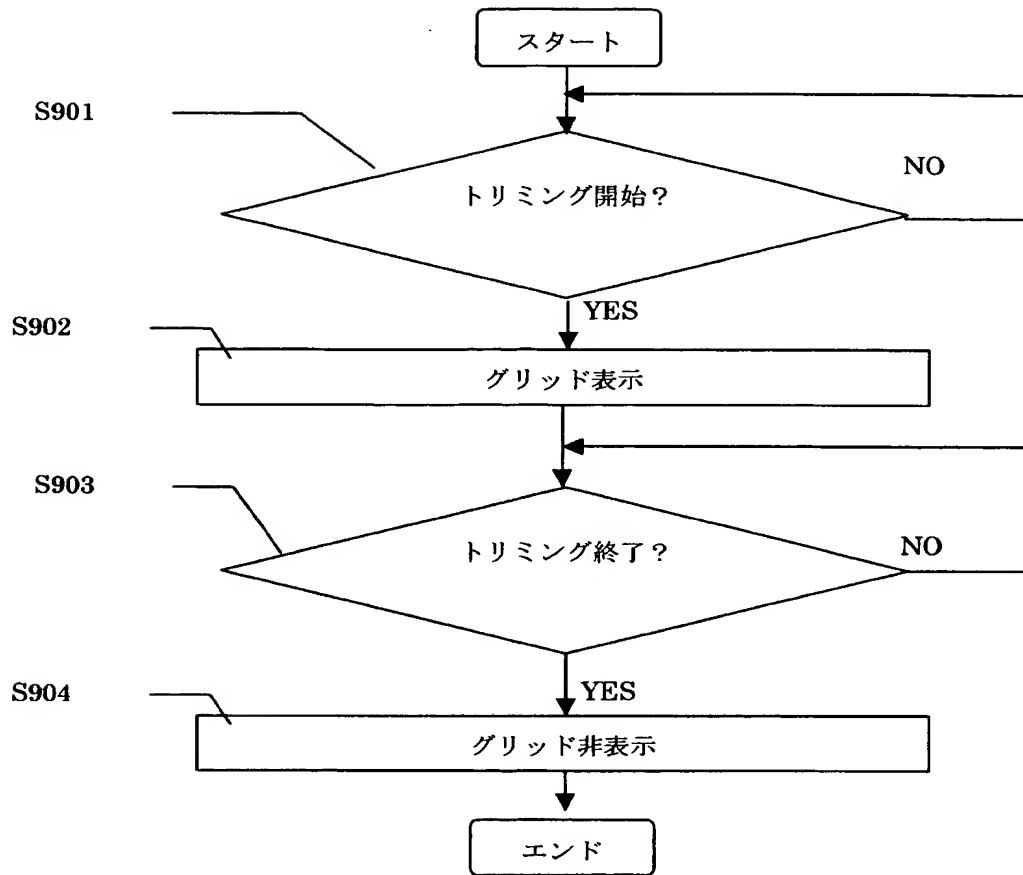 スタート
S901
トリミング開始？
NO
YES
S902
グリッド表示
S903
トリミング終了？
NO
YES
S904
グリッド非表示
エンド